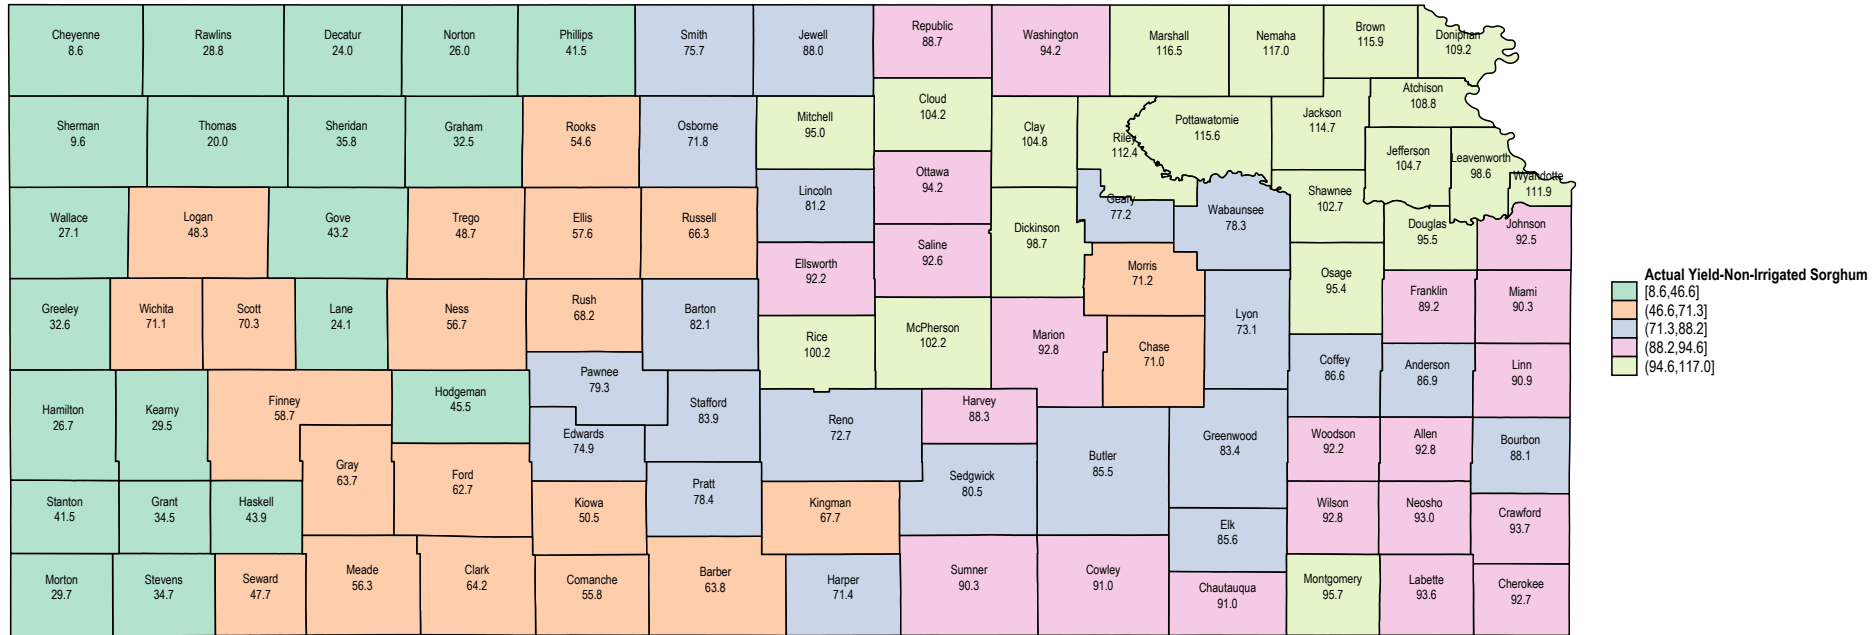 Cheyenne
8.6
Rawlins
28.8
Decatur
24.0
Norton
26.0
Phillips
41.5
Smith
75.7
Jewell
88.0
Republic
88.7
Washington
94.2
Marshall
116.5
Nemaha
117.0
Brown
115.9
Doniphan
109.2
Sherman
9.6
Thomas
20.0
Sheridan
35.8
Graham
32.5
Rooks
54.6
Osborne
71.8
Mitchell
95.0
Cloud
104.2
Clay
104.8
Riley
112.4
Pottawatomie
115.6
Jackson
114.7
Atchison
108.8
Jefferson
104.7
Leavenworth
98.6
Wyandotte
111.9
Wallace
27.1
Logan
48.3
Gove
43.2
Trego
48.7
Ellis
57.6
Russell
66.3
Lincoln
81.2
Ottawa
94.2
Saline
92.6
Dickinson
98.7
Geary
77.2
Wabaunsee
78.3
Shawnee
102.7
Douglas
95.5
Johnson
92.5
Ellsworth
92.2
Morris
71.2
Osage
95.4
Franklin
89.2
Miami
90.3
Greeley
32.6
Wichita
71.1
Scott
70.3
Lane
24.1
Ness
56.7
Rush
68.2
Barton
82.1
Rice
100.2
McPherson
102.2
Marion
92.8
Chase
71.0
Lyon
73.1
Coffey
86.6
Anderson
86.9
Linn
90.9
Hamilton
26.7
Kearny
29.5
Finney
58.7
Hodgeman
45.5
Pawnee
79.3
Stafford
83.9
Edwards
74.9
Reno
72.7
Harvey
88.3
Butler
85.5
Greenwood
83.4
Woodson
92.2
Allen
92.8
Bourbon
88.1
Gray
63.7
Ford
62.7
Pratt
78.4
Sedgwick
80.5
Stanton
41.5
Grant
34.5
Haskell
43.9
Kiowa
50.5
Kingman
67.7
Elk
85.6
Wilson
92.8
Neosho
93.0
Crawford
93.7
Morton
29.7
Stevens
34.7
Seward
47.7
Meade
56.3
Clark
64.2
Comanche
55.8
Barber
63.8
Harper
71.4
Sumner
90.3
Cowley
91.0
Chautauqua
91.0
Montgomery
95.7
Labette
93.6
Cherokee
92.7
Actual Yield-Non-Irrigated Sorghum
[8.6,46.6]
(46.6,71.3]
(71.3,88.2]
(88.2,94.6]
(94.6,117.0]